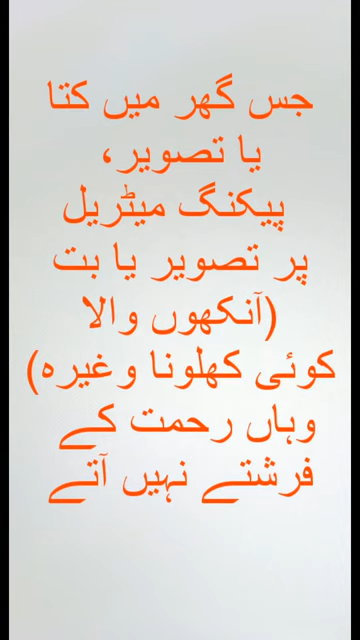 جس گھر میں کتا
یا تصویر،
پیکنگ میٹریل
پر تصویر یا بت
(آنکھوں والا
کوئی کھلونا وغیرہ)
وہاں رحمت کے
فرشتے نہیں آتے